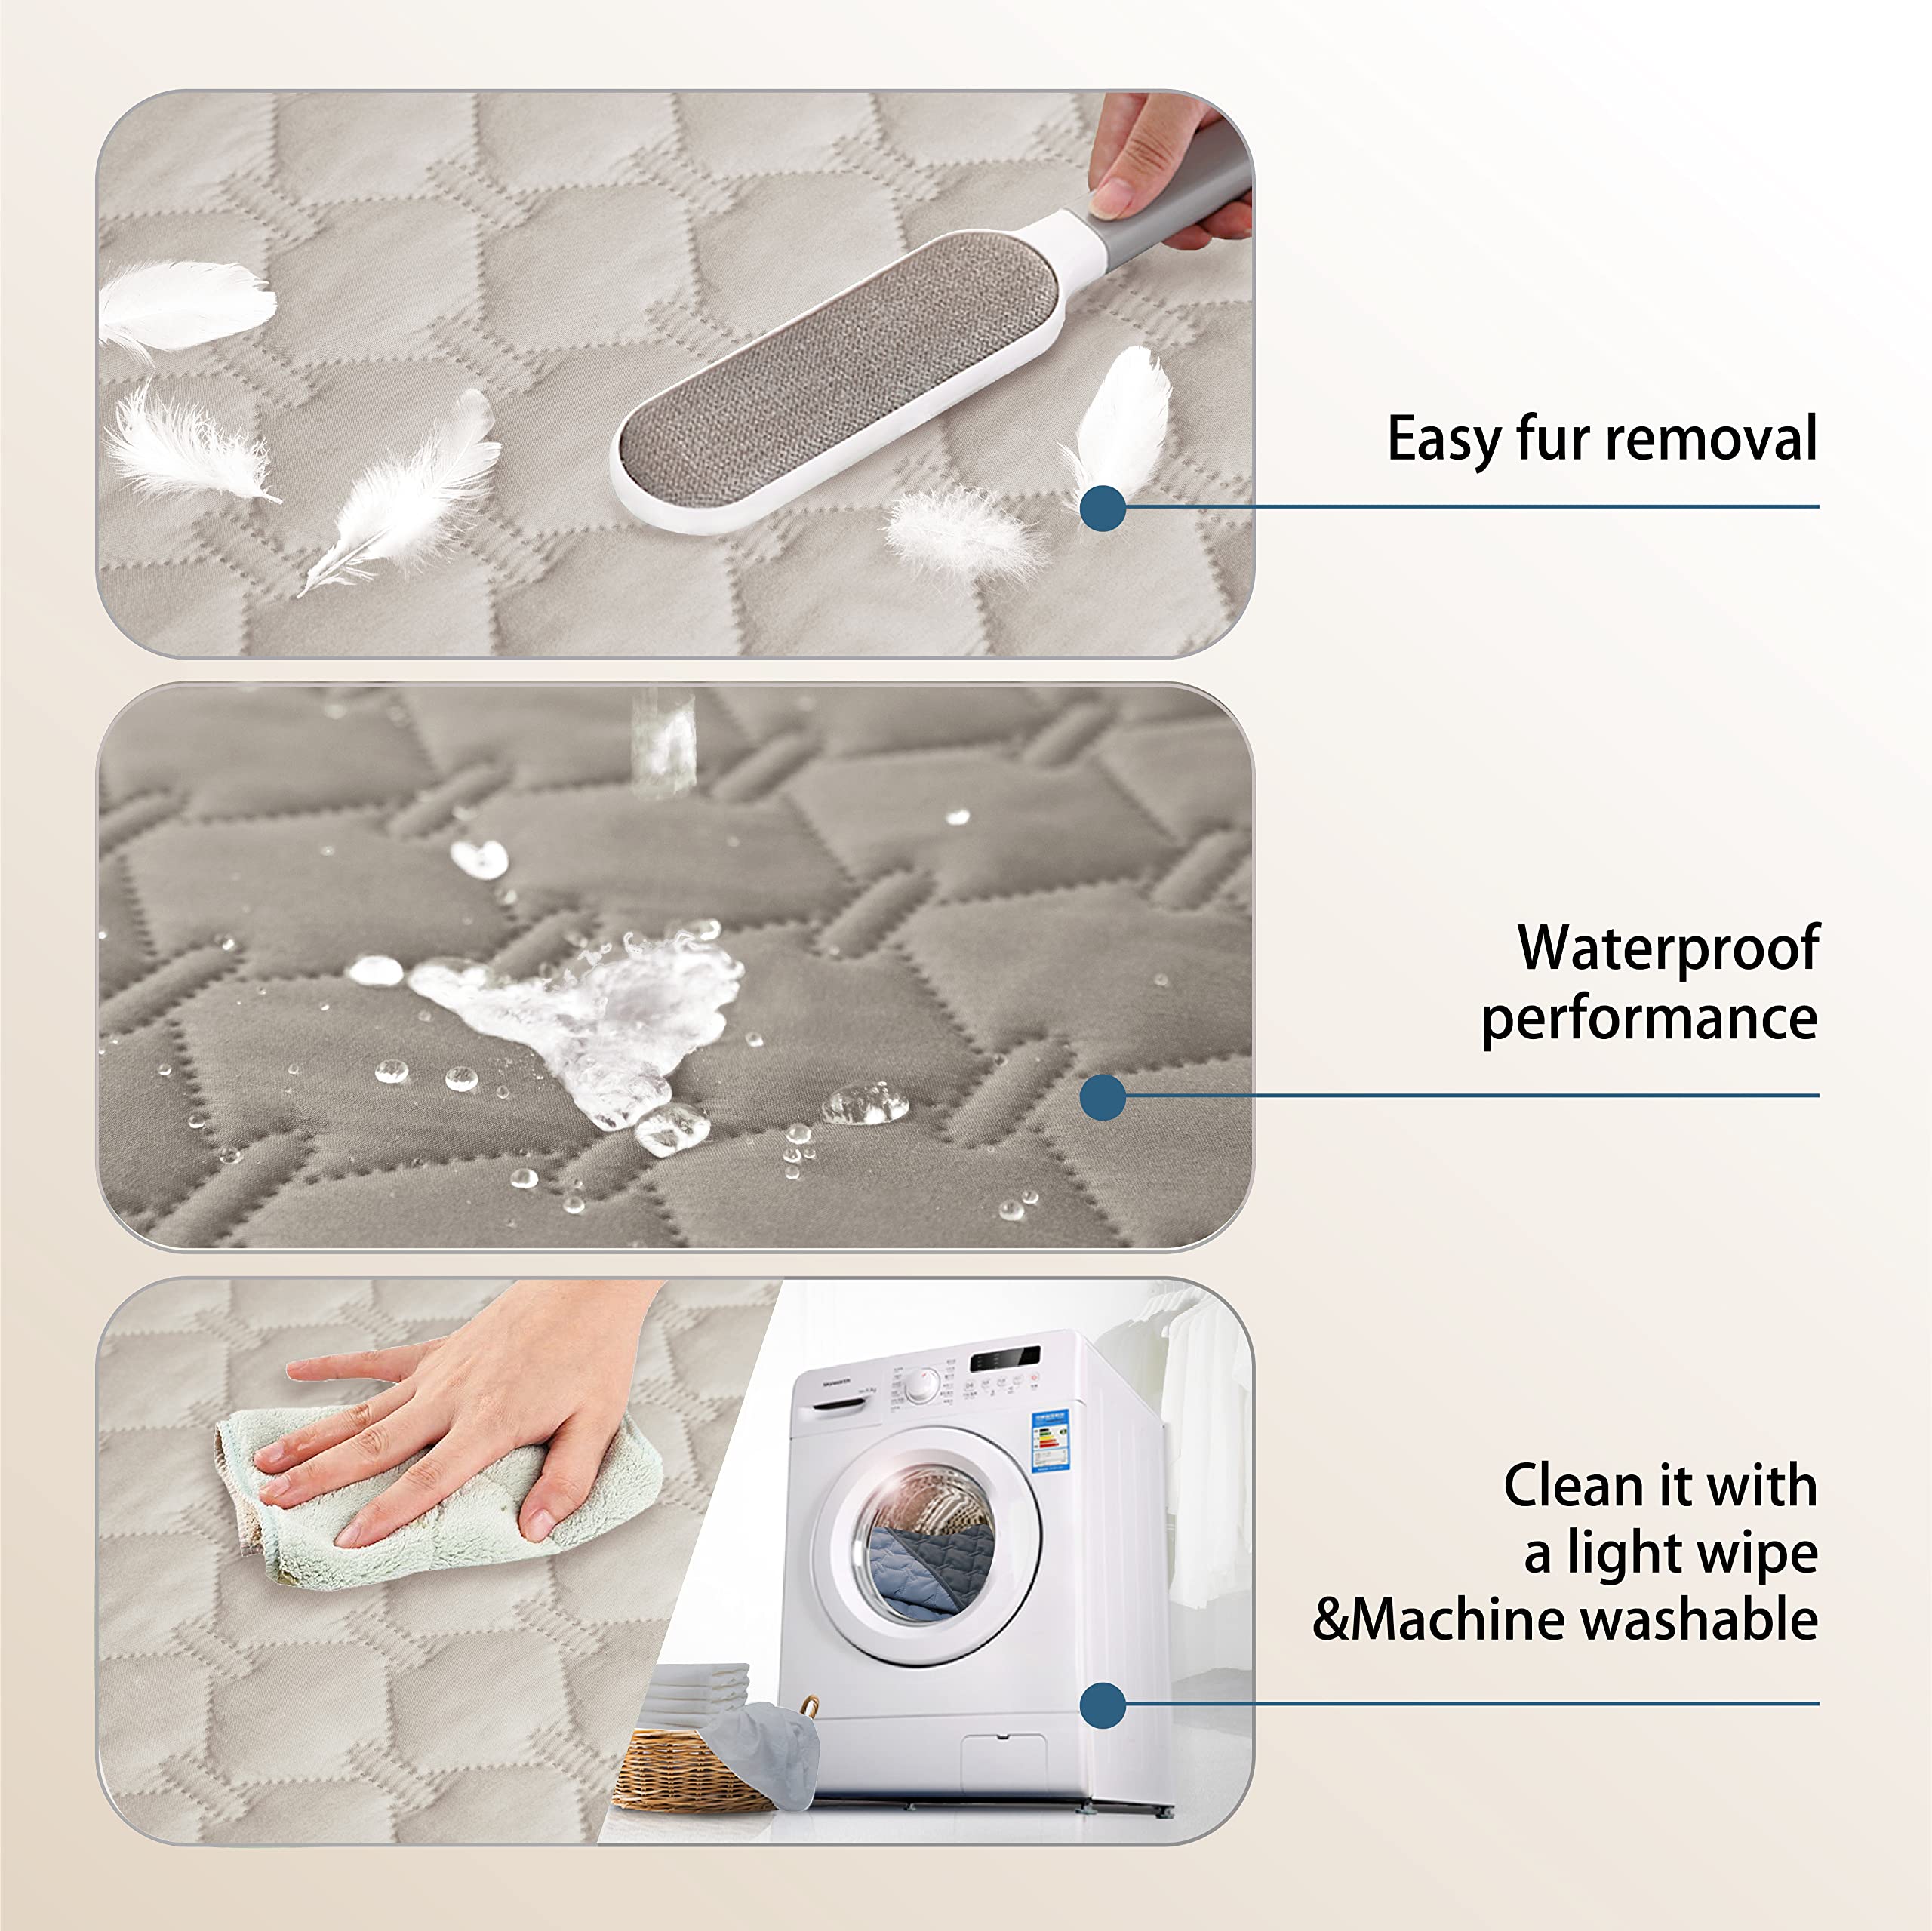 Easy fur removal
Waterproof
performance
Clean it with
a light wipe
&Machine washable